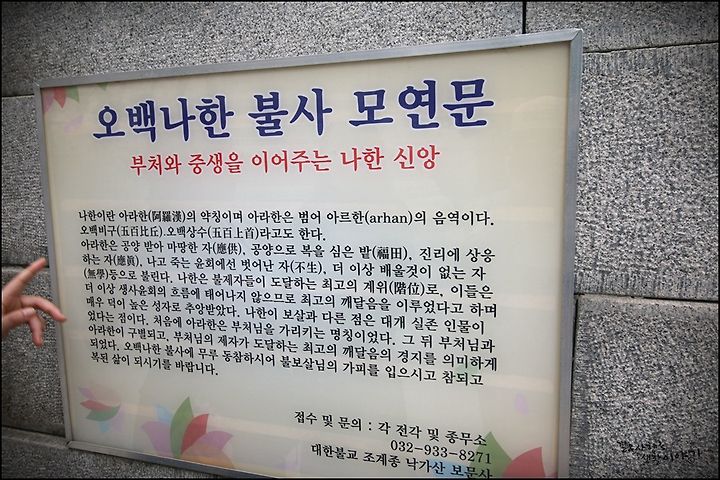 오백나한 불사 모연문
부처와 중생을 이어주는 나한 신앙
나한이란 아라한(阿羅漢)의 약칭이며 아라한은 범어 아르한(arhan)의 음역이다.
오백비구(五百比丘).오백상수(五百上首)라고도 한다.
아라한은 공양 받아 마땅한 자(應供), 공양으로 복을 심은 밭(福田), 진리에 상응
하는 자(應眞), 나고 죽는 윤회에선 벗어난 자(不生), 더 이상 배울것이 없는 자
(無學)등으로 불린다. 나한은 불제자들이 도달하는 최고의 계위(階位)로, 이들은
더 이상 생사윤회의 흐름에 태어나지 않으므로 최고의 깨달음을 이루었다고 하며
매우 덕이 높은 성자로 추앙받았다. 나한이 보살과 다른 점은 대개 실존 인물이
었다는 점이다. 처음에 아라한은 부처님을 가리키는 명칭이었다. 그 뒤 부처님과
아라한이 구별되고, 부처님의 제자가 도달하는 최고의 깨달음의 경지를 의미하게
되었다. 오백나한 불사에 무루 동참하시어 불보살님의 가피를 입으시고 참되고
복된 삶이 되시기를 바랍니다.
접수 및 문의 : 각 전각 및 종무소
032-933-8271
대한불교 조계종 낙가산 보문사